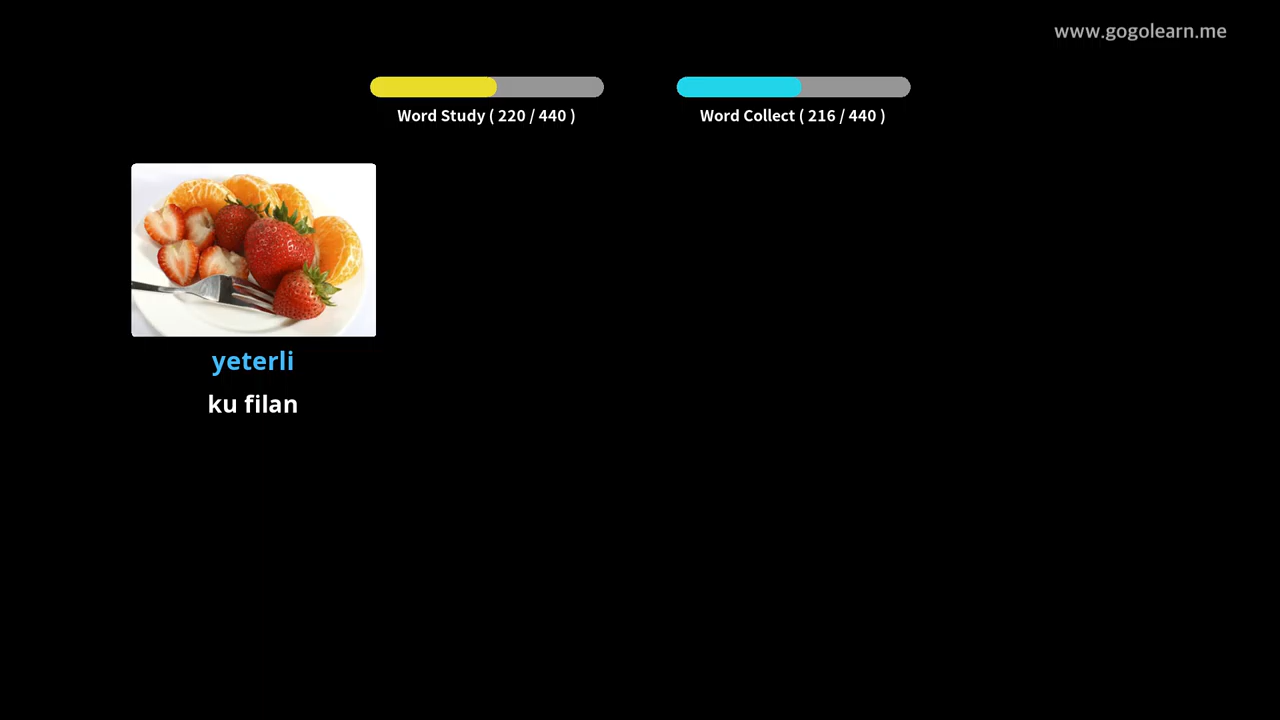 www.gogolearn.me
Word Study ( 220 / 440 )
Word Collect ( 216 / 440 )
yeterli
ku filan